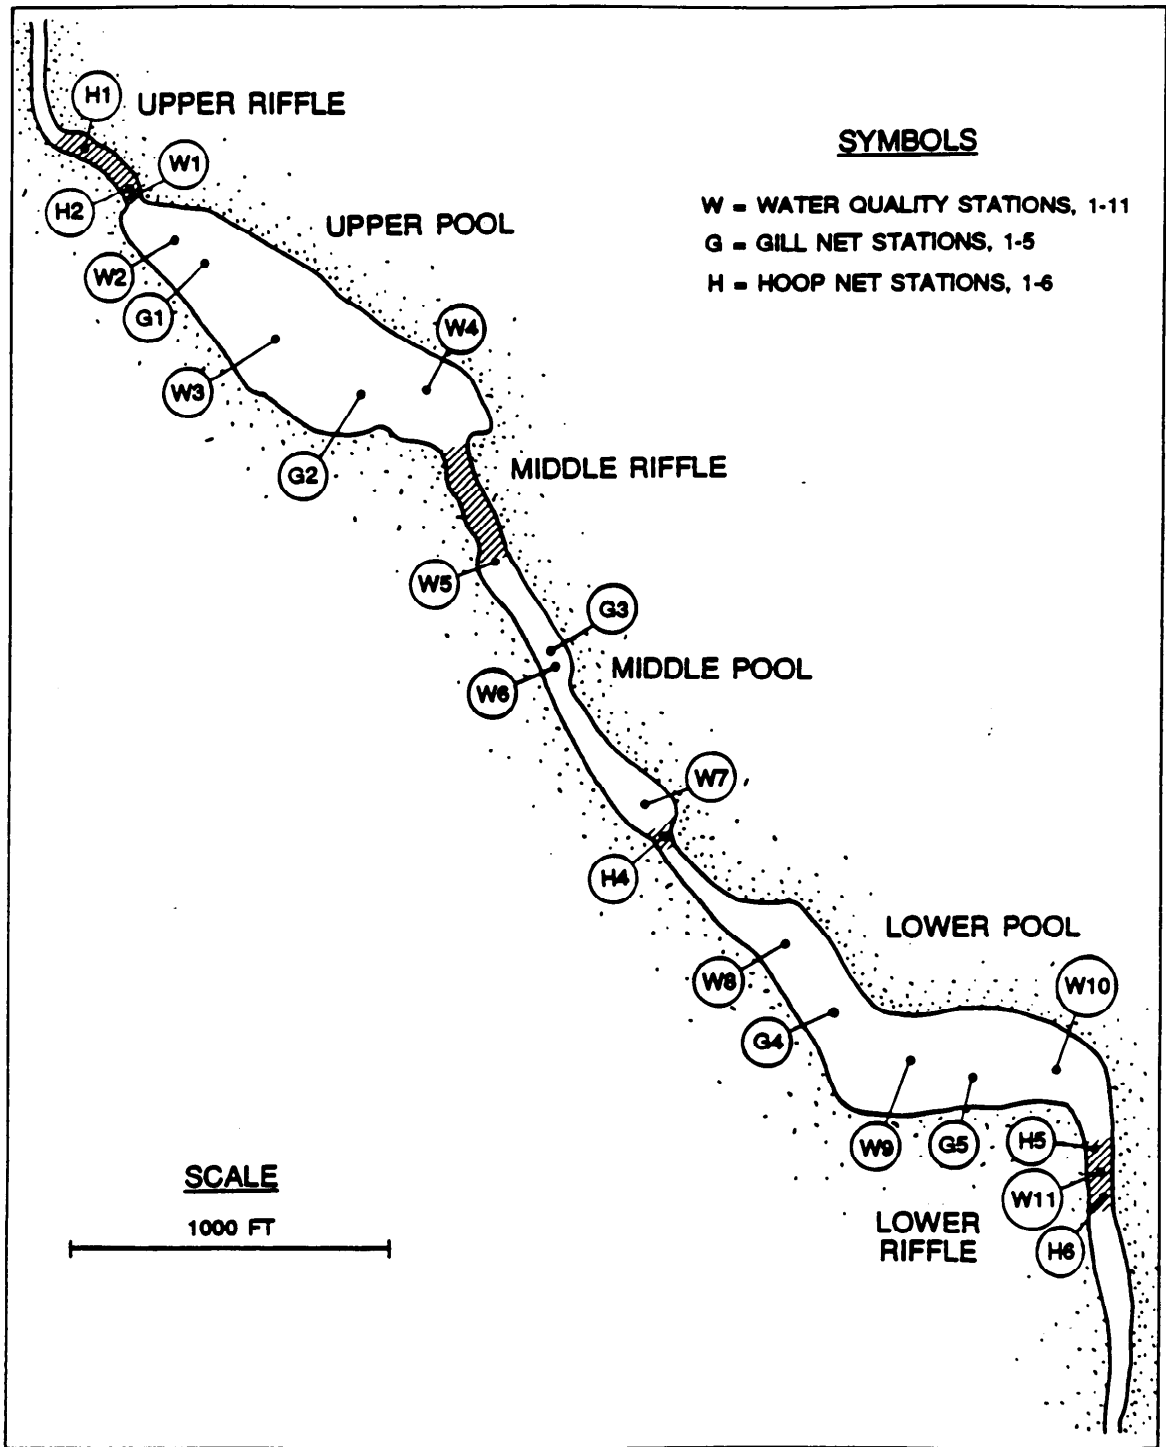 H1
UPPER RIFFLE
W1
H2
SYMBOLS
W = WATER QUALITY STATIONS, 1-11
G = GILL NET STATIONS, 1-5
H = HOOP NET STATIONS, 1-6
UPPER POOL
W2
G1
W4
W3
G2
MIDDLE RIFFLE
W5
G3
MIDDLE POOL
W6
W7
H4
LOWER POOL
W8
W10
G4
W9
G5
H5
SCALE
1000 FT
W11
LOWER
RIFFLE
H6